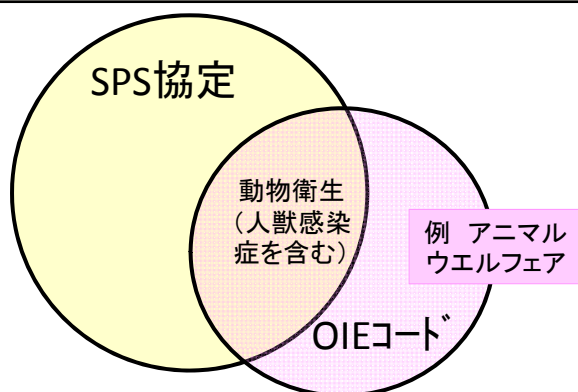 SPS協定
動物衛生
（人獣感染
症を含む）
例　アニマル
ウエルフェア
OIEコード